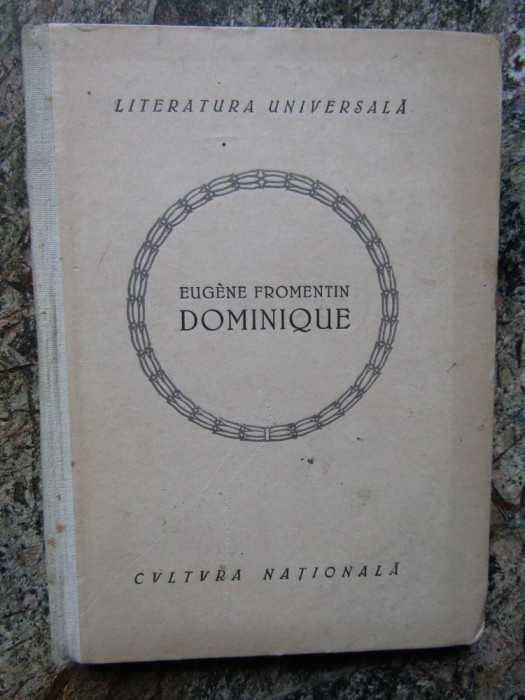 LITERATURA UNIVERSALĂ
EUGÈNE FROMENTIN
DOMINIQUE
CVLTVRA NAȚIONALĂ